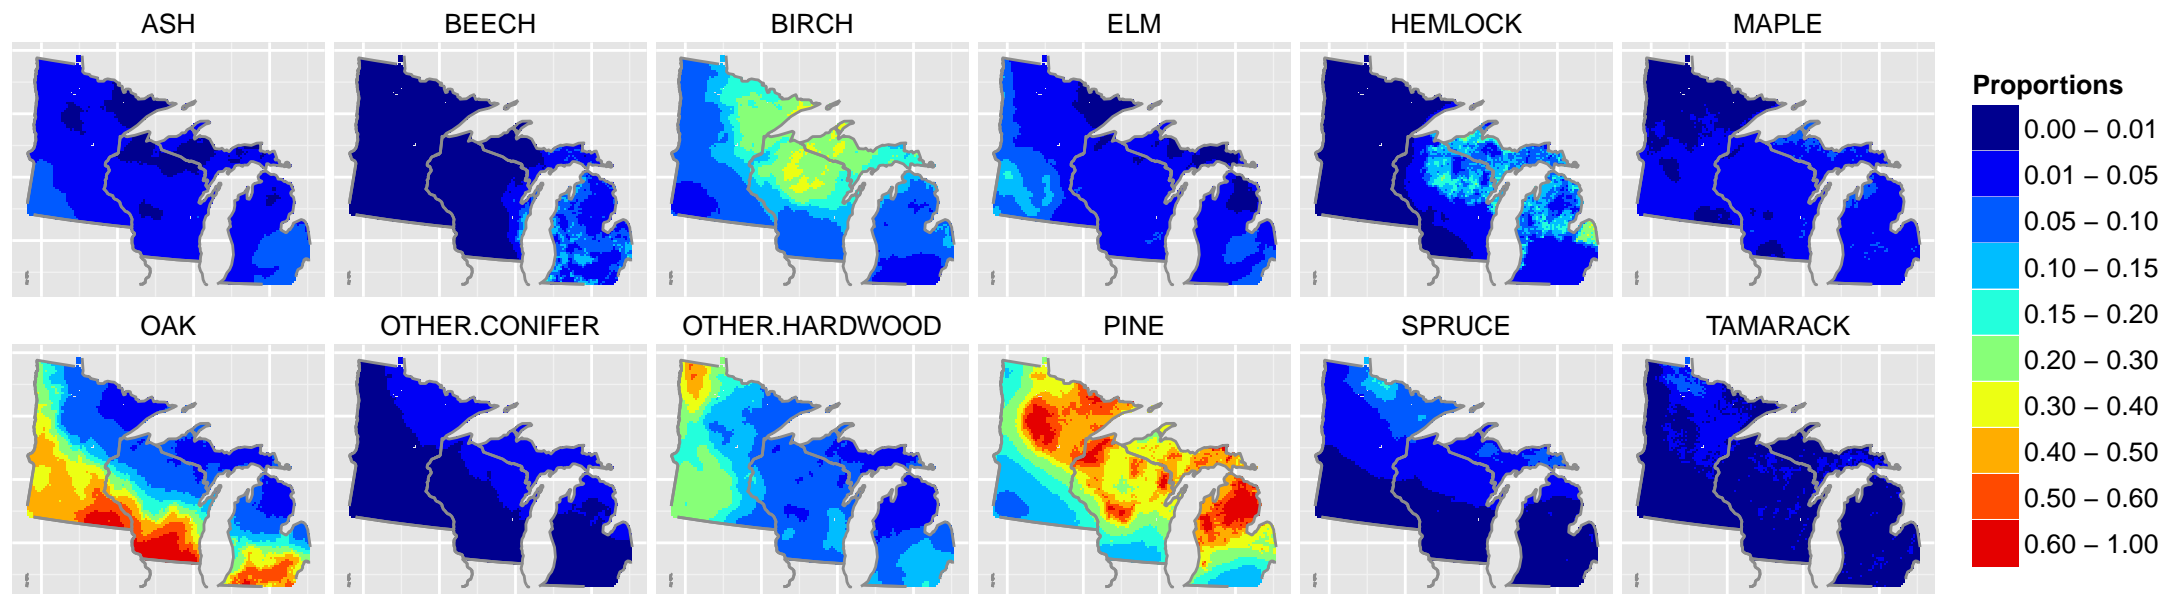 ASH
BEECH
BIRCH
ELM
HEMLOCK
MAPLE
OAK
OTHER.CONIFER
OTHER.HARDWOOD
PINE
SPRUCE
TAMARACK
Proportions
0.00 − 0.01
0.01 − 0.05
0.05 − 0.10
0.10 − 0.15
0.15 − 0.20
0.20 − 0.30
0.30 − 0.40
0.40 − 0.50
0.50 − 0.60
0.60 − 1.00